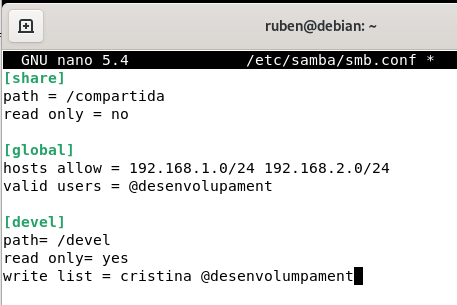 ruben@debian: ~
GNU nano 5.4 /etc/samba/smb.conf *
[share]
path = /compartida
read only = no
[global]
hosts allow = 192.168.1.0/24 192.168.2.0/24
valid users = @desenvolupament
[devel]
path= /devel
read only= yes
write list = cristina @desenvolumpament